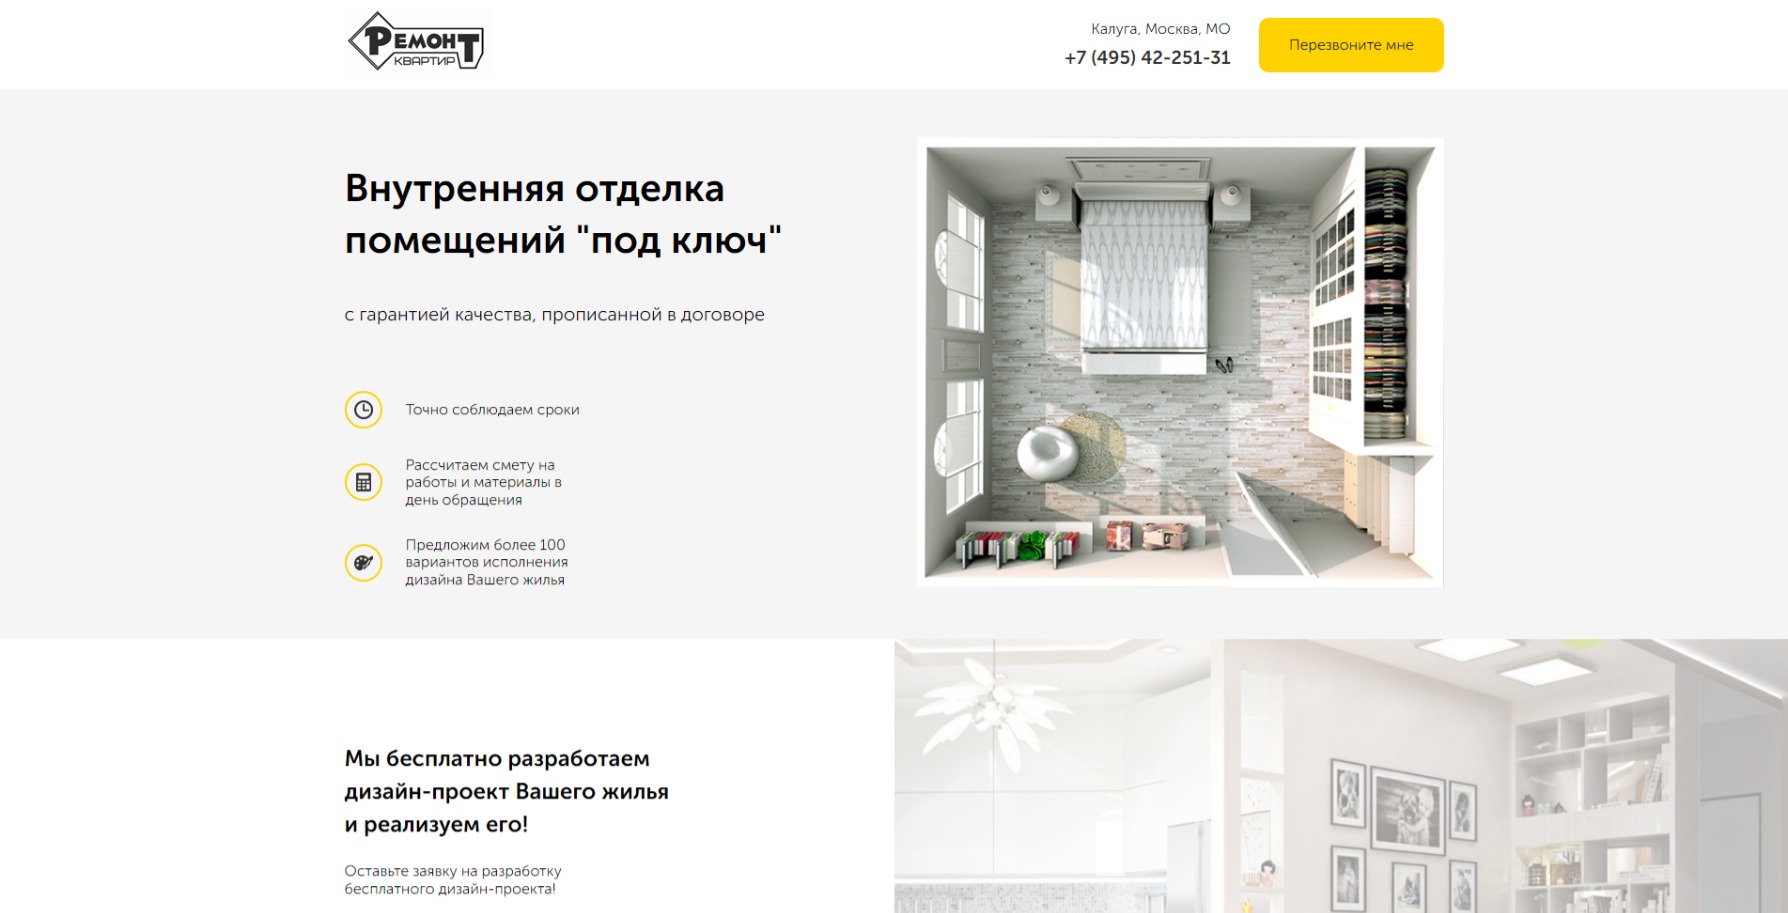 Ремонт
квартир
Калуга, Москва, МО
+7 (495) 42-251-31
Перезвоните мне
Внутренняя отделка
помещений "под ключ"
с гарантией качества, прописанной в договоре
Точно соблюдаем сроки
Рассчитаем смету на
работы и материалы в
день обращения
Предложим более 100
вариантов исполнения
дизайна Вашего жилья
Мы бесплатно разработаем
дизайн-проект Вашего жилья
и реализуем его!
Оставьте заявку на разработку
бесплатного дизайн-проекта!